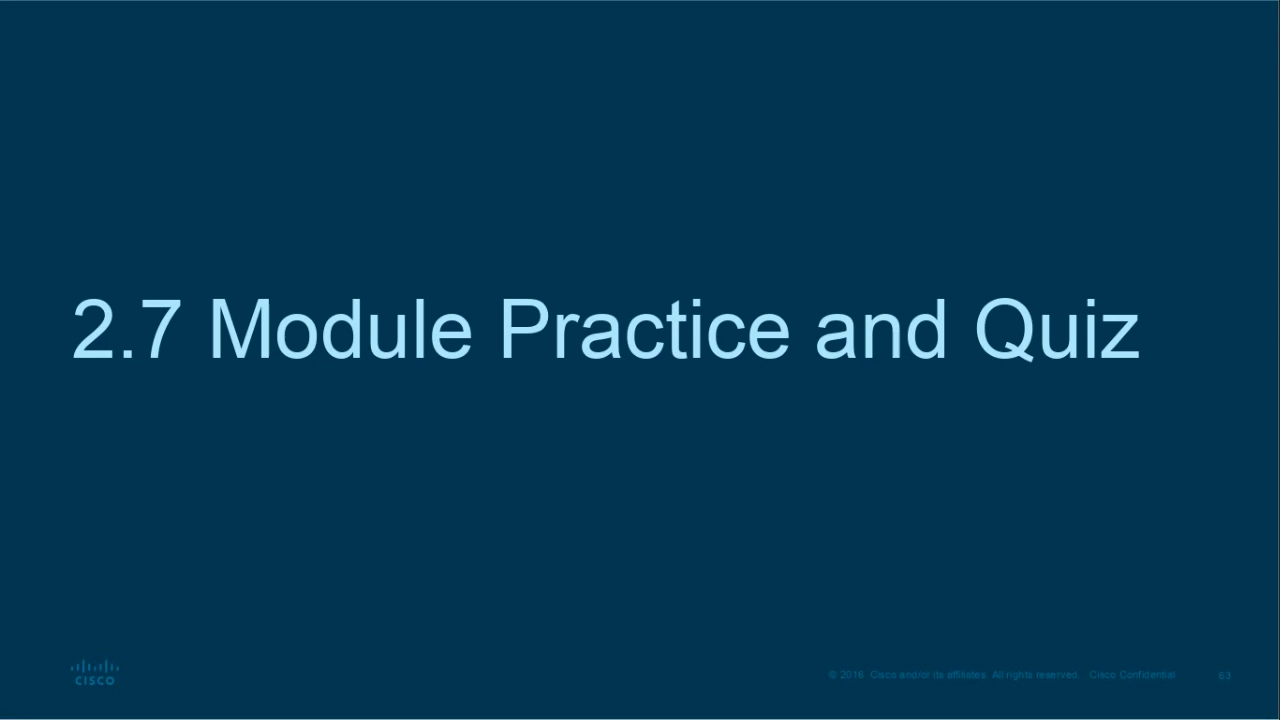 2.7 Module Practice and Quiz
CISCO
© 2016 Cisco and/or its affiliates. All rights reserved. Cisco Confidential
63